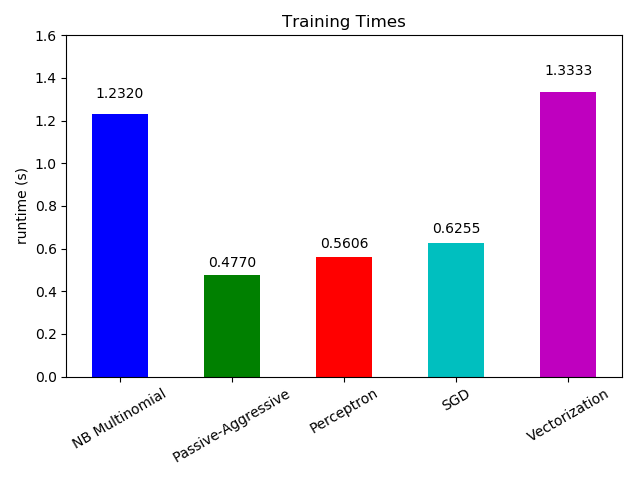 Training Times
1.6
1.4
1.2
1.0
0.8
0.6
0.4
0.2
0.0
runtime (s)
1.2320
0.4770
0.5606
0.6255
1.3333
NB Multinomial
Passive-Aggressive
Perceptron
SGD
Vectorization